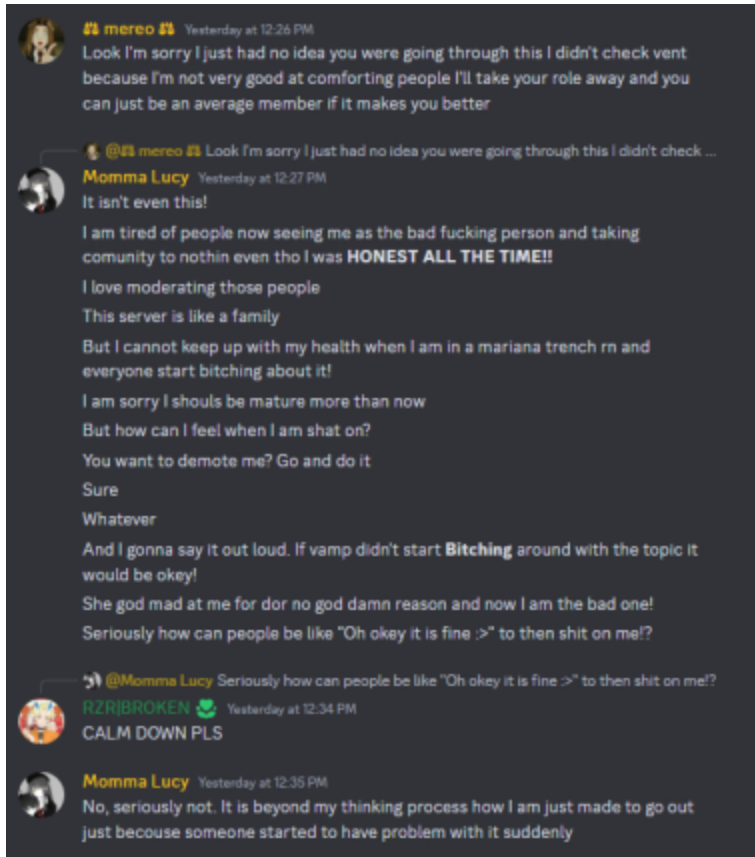 mereo Yesterday at 12:26 PM
Look I'm sorry I just had no idea you were going through this I didn't check vent
because I'm not very good at comforting people I'll take your role away and you
can just be an average member if it makes you better
@ mereo Look I'm sorry I just had no idea you were going through this I didn't check ...
Momma Lucy Yesterday at 12:27 PM
It isn't even this!
I am tired of people now seeing me as the bad fucking person and taking
comunity to nothin even tho I was HONEST ALL THE TIME!!
I love moderating those people
This server is like a family
But I cannot keep up with my health when I am in a mariana trench rn and
everyone start bitching about it!
I am sorry I shouls be mature more than now
But how can I feel when I am shat on?
You want to demote me? Go and do it
Sure
Whatever
And I gonna say it out loud. If vamp didn't start Bitching around with the topic it
would be okey!
She god mad at me for dor no god damn reason and now I am the bad one!
Seriously how can people be like "Oh okey it is fine :>" to then shit on me!?
@Momma Lucy Seriously how can people be like "Oh okey it is fine :>" to then shit on me!?
RZR|BROKEN Yesterday at 12:34 PM
CALM DOWN PLS
Momma Lucy Yesterday at 12:35 PM
No, seriously not. It is beyond my thinking process how I am just made to go out
just becouse someone started to have problem with it suddenly